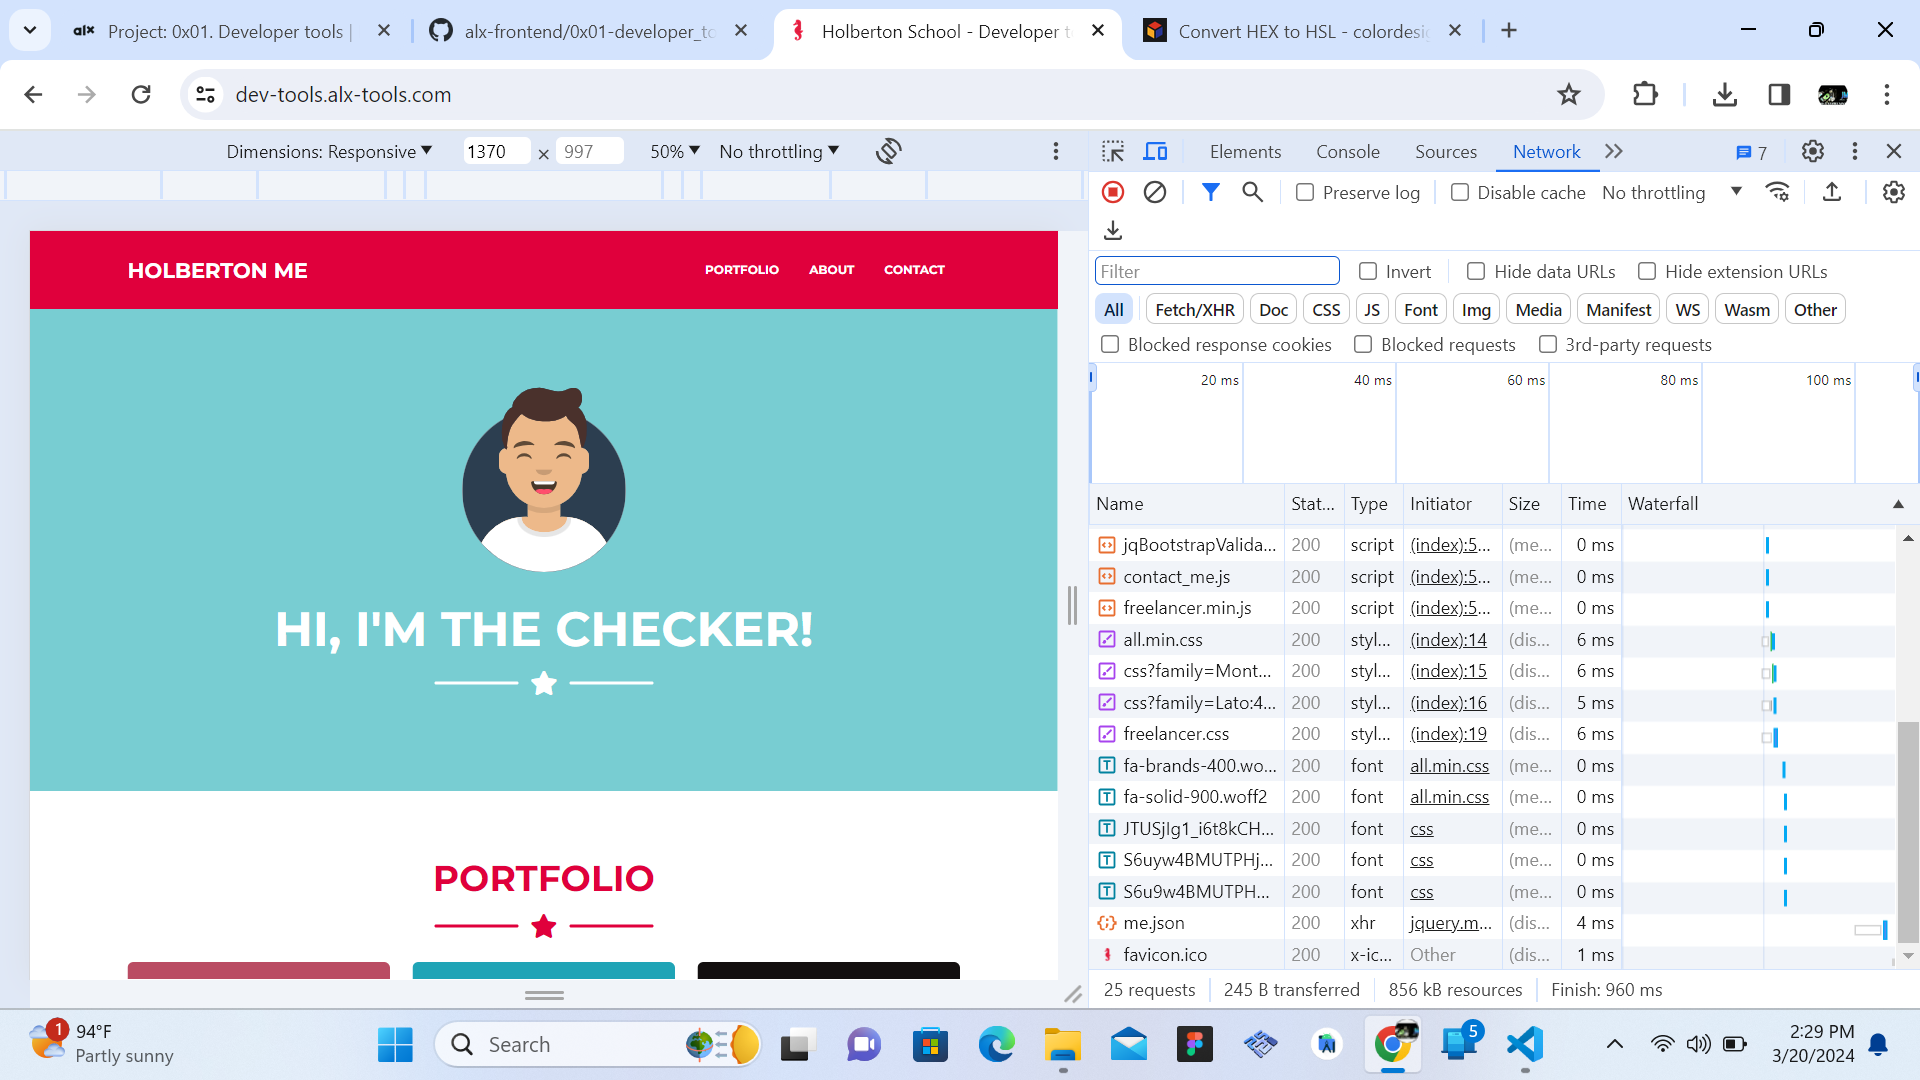 alx Project: 0x01. Developer tools |
alx-frontend/0x01-developer_to
Holberton School - Developer t
Convert HEX to HSL - colordesig
dev-tools.alx-tools.com
Dimensions: Responsive 1370 × 997 50% No throttling
Elements Console Sources Network 7
Preserve log Disable cache No throttling
Filter Invert Hide data URLs Hide extension URLs
All Fetch/XHR Doc CSS JS Font Img Media Manifest WS Wasm Other
Blocked response cookies Blocked requests 3rd-party requests
20 ms 40 ms 60 ms 80 ms 100 ms
Name Stat... Type Initiator Size Time Waterfall
jqBootstrapValida... 200 script (index):5... (me... 0 ms
contact_me.js 200 script (index):5... (me... 0 ms
freelancer.min.js 200 script (index):5... (me... 0 ms
all.min.css 200 styl... (index):14 (dis... 6 ms
css?family=Mont... 200 styl... (index):15 (dis... 6 ms
css?family=Lato:4... 200 styl... (index):16 (dis... 5 ms
freelancer.css 200 styl... (index):19 (dis... 6 ms
fa-brands-400.wo... 200 font all.min.css (me... 0 ms
fa-solid-900.woff2 200 font all.min.css (me... 0 ms
JTUSjIg1_i6t8kCH... 200 font css (me... 0 ms
S6uyw4BMUTPHj... 200 font css (me... 0 ms
S6u9w4BMUTPH... 200 font css (me... 0 ms
me.json 200 xhr jquery.m... (dis... 4 ms
favicon.ico 200 x-ic... Other (dis... 1 ms
25 requests 245 B transferred 856 kB resources Finish: 960 ms
HOLBERTON ME PORTFOLIO ABOUT CONTACT
HI, I'M THE CHECKER!
PORTFOLIO
1 94°F
Partly sunny
Search
5
2:29 PM
3/20/2024